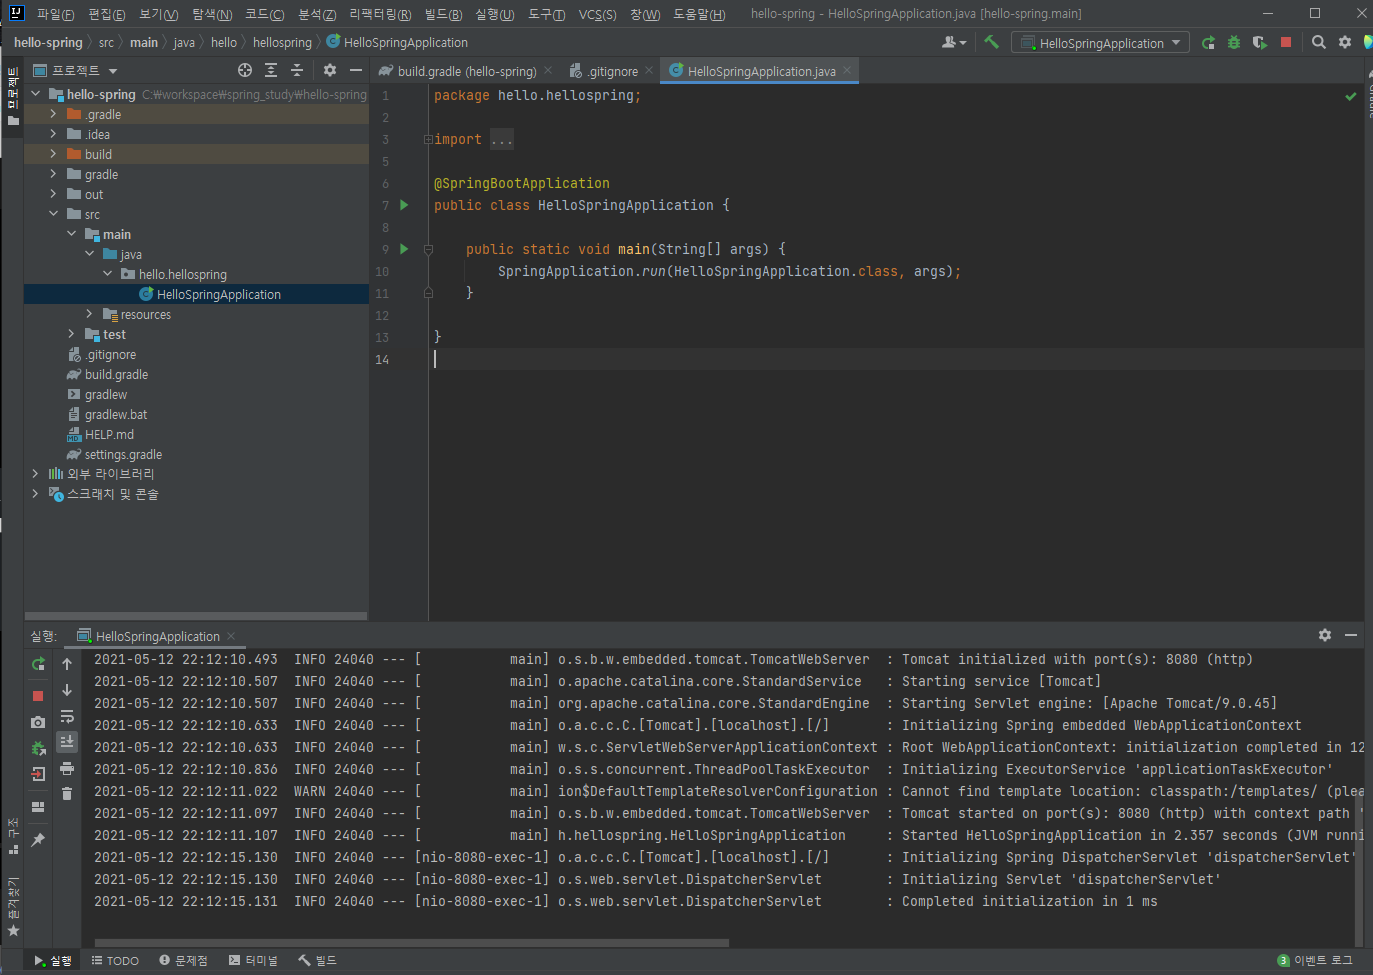 파일(F) 편집(E) 보기(V) 탐색(N) 코드(C) 분석(Z) 리팩터링(R) 빌드(B) 실행(U) 도구(T) VCS(S) 창(W) 도움말(H) hello-spring - HelloSpringApplication.java [hello-spring.main]
hello-spring src main java hello hellospring HelloSpringApplication HelloSpringApplication
프로젝트 build.gradle (hello-spring) .gitignore HelloSpringApplication.java
프로젝트
hello-spring C:₩workspace₩spring_study₩hello-spring
.gradle
.idea
build
gradle
out
src
main
java
hello.hellospring
HelloSpringApplication
resources
test
.gitignore
build.gradle
gradlew
gradlew.bat
HELP.md
settings.gradle
외부 라이브러리
스크래치 및 콘솔
1 package hello.hellospring;
2
3 import ...
5
6 @SpringBootApplication
7 public class HelloSpringApplication {
8
9 public static void main(String[] args) {
10 SpringApplication.run(HelloSpringApplication.class, args);
11 }
12
13 }
14
실행: HelloSpringApplication
2021-05-12 22:12:10.493 INFO 24040 --- [ main] o.s.b.w.embedded.tomcat.TomcatWebServer : Tomcat initialized with port(s): 8080 (http)
2021-05-12 22:12:10.507 INFO 24040 --- [ main] o.apache.catalina.core.StandardService : Starting service [Tomcat]
2021-05-12 22:12:10.507 INFO 24040 --- [ main] org.apache.catalina.core.StandardEngine : Starting Servlet engine: [Apache Tomcat/9.0.45]
2021-05-12 22:12:10.633 INFO 24040 --- [ main] o.a.c.c.C.[Tomcat].[localhost].[/] : Initializing Spring embedded WebApplicationContext
2021-05-12 22:12:10.633 INFO 24040 --- [ main] w.s.c.ServletWebServerApplicationContext : Root WebApplicationContext: initialization completed in 12
2021-05-12 22:12:10.836 INFO 24040 --- [ main] o.s.s.concurrent.ThreadPoolTaskExecutor : Initializing ExecutorService 'applicationTaskExecutor'
2021-05-12 22:12:11.022 WARN 24040 --- [ main] ion$DefaultTemplateResolverConfiguration : Cannot find template location: classpath:/templates/ (plea
2021-05-12 22:12:11.097 INFO 24040 --- [ main] o.s.b.w.embedded.tomcat.TomcatWebServer : Tomcat started on port(s): 8080 (http) with context path '
2021-05-12 22:12:11.107 INFO 24040 --- [ main] h.hellospring.HelloSpringApplication : Started HelloSpringApplication in 2.357 seconds (JVM runni
2021-05-12 22:12:15.130 INFO 24040 --- [nio-8080-exec-1] o.a.c.c.C.[Tomcat].[localhost].[/] : Initializing Spring DispatcherServlet 'dispatcherServlet'
2021-05-12 22:12:15.130 INFO 24040 --- [nio-8080-exec-1] o.s.web.servlet.DispatcherServlet : Initializing Servlet 'dispatcherServlet'
2021-05-12 22:12:15.131 INFO 24040 --- [nio-8080-exec-1] o.s.web.servlet.DispatcherServlet : Completed initialization in 1 ms
구조
즐겨찾기
실행 TODO 문제점 터미널 빌드 3 이벤트 로그